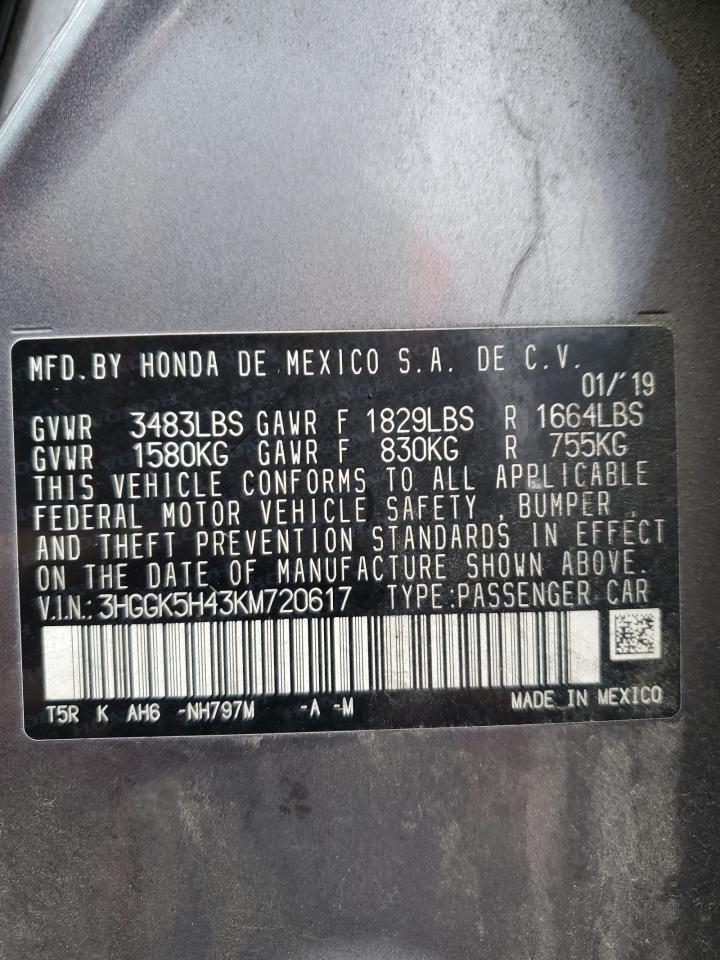 MFD.BY HONDA DE MEXICO S.A. DE C.V.
01/'19
GVWR 3483LBS GAWR F 1829LBS R 1664LBS
GVWR 1580KG GAWR F 830KG R 755KG
THIS VEHICLE CONFORMS TO ALL APPLICABLE
FEDERAL MOTOR VEHICLE SAFETY , BUMPER ,
AND THEFT PREVENTION STANDARDS IN EFFECT
ON THE DATE OF MANUFACTURE SHOWN ABOVE.
V.I.N.: 3HGGK5H43KM720617 TYPE:PASSENGER CAR
T5R K AH6 -NH797M -A -M MADE IN MEXICO